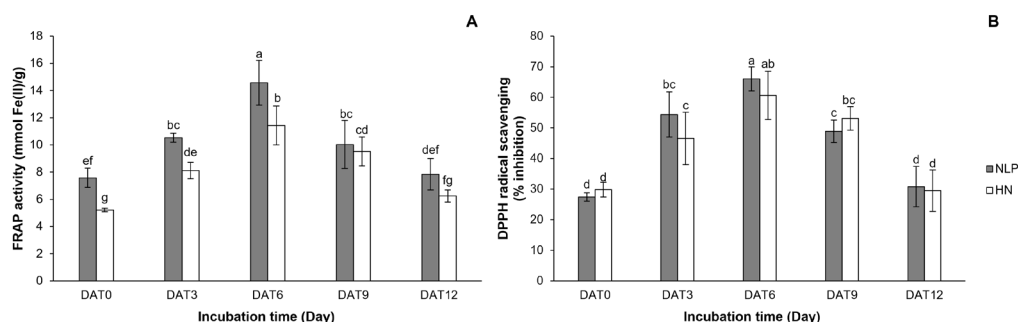 A
FRAP activity (mmol Fe(II)/g)
18
16
14
12
10
8
6
4
2
0
ef
g
bc
de
a
b
bc
cd
def
fg
DAT0 DAT3 DAT6 DAT9 DAT12
Incubation time (Day)
B
DPPH radical scavenging
(% inhibition)
80
70
60
50
40
30
20
10
0
d
d
bc
c
a
ab
c
bc
d
d
DAT0 DAT3 DAT6 DAT9 DAT12
Incubation time (Day)
NLP
HN